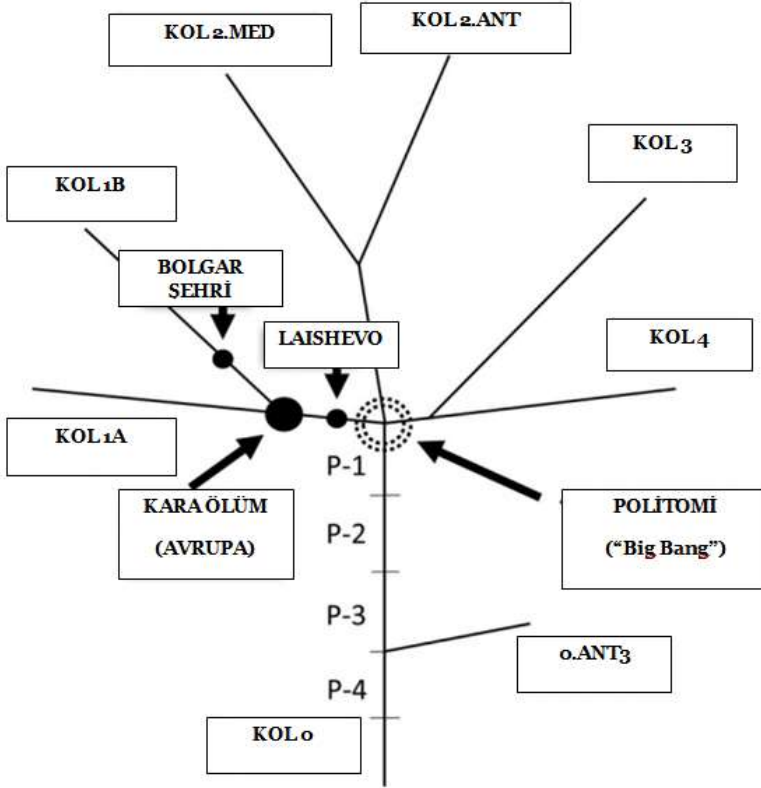 KOL 2.MED
KOL 2.ANT
KOL 3
KOL 1B
BOLGAR
ŞEHRİ
LAISHEVO
KOL 4
KOL 1A
P-1
KARA ÖLÜM
(AVRUPA)
P-2
POLİTOMİ
(“Big Bang”)
P-3
0.ANT3
P-4
KOL 0